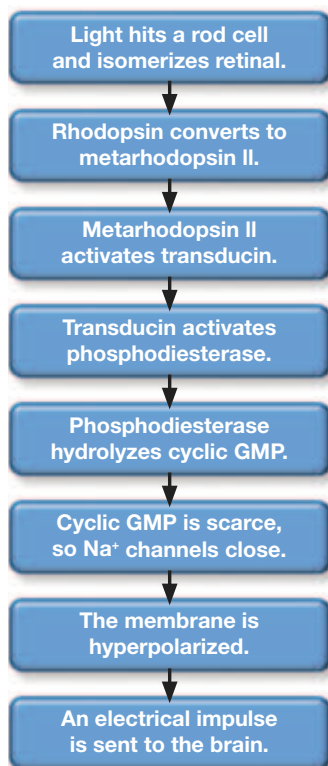 Light hits a rod cell
and isomerizes retinal.
Rhodopsin converts to
metarhodopsin II.
Metarhodopsin II
activates transducin.
Transducin activates
phosphodiesterase.
Phosphodiesterase
hydrolyzes cyclic GMP.
Cyclic GMP is scarce,
so Na⁺ channels close.
The membrane is
hyperpolarized.
An electrical impulse
is sent to the brain.